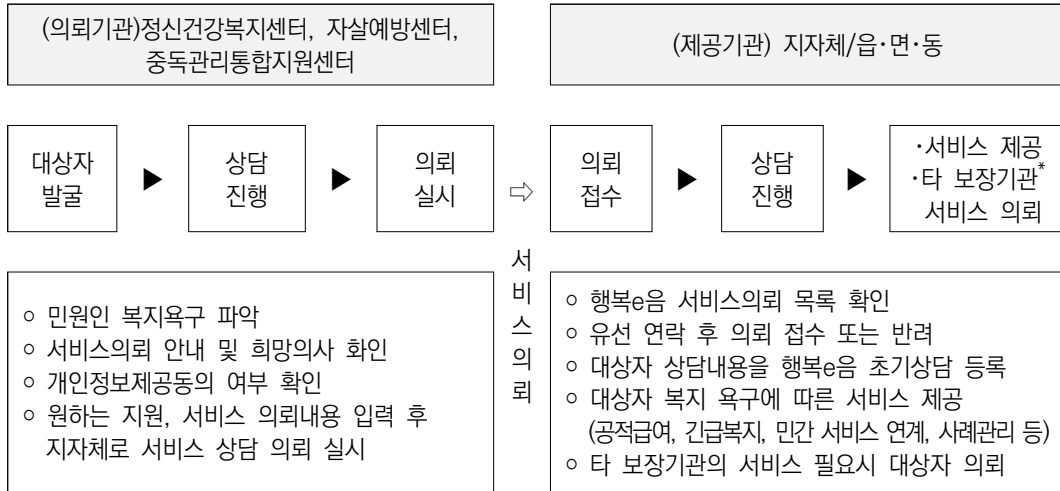 (의뢰기관)정신건강복지센터, 자살예방센터,
중독관리통합지원센터
(제공기관) 지자체/읍·면·동
대상자
발굴
▶
상담
진행
▶
의뢰
실시
⇨
의뢰
접수
▶
상담
진행
▶
·서비스 제공
·타 보장기관*
서비스 의뢰
서
비
스
의
뢰
○ 민원인 복지욕구 파악
○ 서비스의뢰 안내 및 희망의사 화인
○ 개인정보제공동의 여부 확인
○ 원하는 지원, 서비스 의뢰내용 입력 후
지자체로 서비스 상담 의뢰 실시
○ 행복e음 서비스의뢰 목록 확인
○ 유선 연락 후 의뢰 접수 또는 반려
○ 대상자 상담내용을 행복e음 초기상담 등록
○ 대상자 복지 욕구에 따른 서비스 제공
(공적급여, 긴급복지, 민간 서비스 연계, 사례관리 등)
○ 타 보장기관의 서비스 필요시 대상자 의뢰